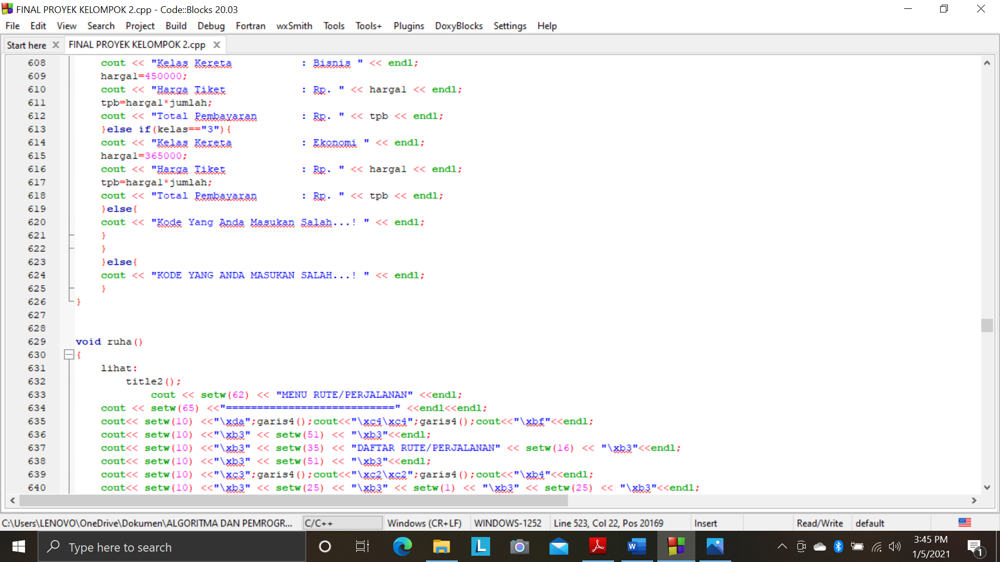 FINAL PROYEK KELOMPOK 2.cpp - Code::Blocks 20.03
File Edit View Search Project Build Debug Fortran wxSmith Tools Tools+ Plugins DoxyBlocks Settings Help
Start here FINAL PROYEK KELOMPOK 2.cpp
608 cout << "Kelas Kereta : Bisnis " << endl;
609 harga1=450000;
610 cout << "Harga Tiket : Rp. " << harga1 << endl;
611 tpb=harga1*jumlah;
612 cout << "Total Pembayaran : Rp. " << tpb << endl;
613 }else if(kelas=="3"){
614 cout << "Kelas Kereta : Ekonomi " << endl;
615 harga1=365000;
616 cout << "Harga Tiket : Rp. " << harga1 << endl;
617 tpb=harga1*jumlah;
618 cout << "Total Pembayaran : Rp. " << tpb << endl;
619 }else{
620 cout << "Kode Yang Anda Masukan Salah...! " << endl;
621 }
622 }
623 }else{
624 cout << "KODE YANG ANDA MASUKAN SALAH...! " << endl;
625 }
626 }
627
628
629 void ruha()
630 {
631 lihat:
632 title2();
633 cout << setw(62) << "MENU RUTE/PERJALANAN" <<endl;
634 cout << setw(65) <<"===========================" <<endl<<endl;
635 cout<< setw(10) <<"\xda";garis4();cout<<"\xc4\xc4";garis4();cout<<"\xbf"<<endl;
636 cout<< setw(10) <<"\xb3" << setw(51) << "\xb3"<<endl;
637 cout<< setw(10) <<"\xb3" << setw(35) << "DAFTAR RUTE/PERJALANAN" << setw(16) << "\xb3"<<endl;
638 cout<< setw(10) <<"\xb3" << setw(51) << "\xb3"<<endl;
639 cout<< setw(10) <<"\xc3";garis4();cout<<"\xc2\xc2";garis4();cout<<"\xb4"<<endl;
640 cout<< setw(10) <<"\xb3" << setw(25) << "\xb3" << setw(1) << "\xb3" << setw(25) << "\xb3"<<endl;
C:\Users\LENOVO\OneDrive\Dokumen\ALGORITMA DAN PEMROGR... C/C++ Windows (CR+LF) WINDOWS-1252 Line 523, Col 22, Pos 20169 Insert Read/Write default
Type here to search
3:45 PM
1/5/2021
1